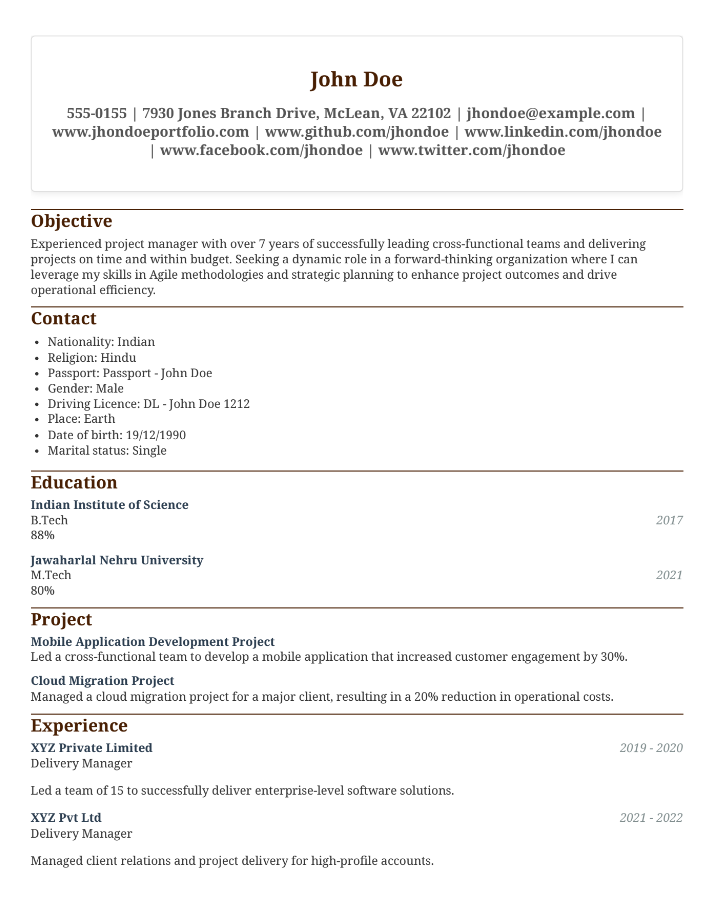 John Doe
555-0155 | 7930 Jones Branch Drive, McLean, VA 22102 | jhondoe@example.com |
www.jhondoeportfolio.com | www.github.com/jhondoe | www.linkedin.com/jhondoe
| www.facebook.com/jhondoe | www.twitter.com/jhondoe
Objective
Experienced project manager with over 7 years of successfully leading cross-functional teams and delivering
projects on time and within budget. Seeking a dynamic role in a forward-thinking organization where I can
leverage my skills in Agile methodologies and strategic planning to enhance project outcomes and drive
operational efficiency.
Contact
• Nationality: Indian
• Religion: Hindu
• Passport: Passport - John Doe
• Gender: Male
• Driving Licence: DL - John Doe 1212
• Place: Earth
• Date of birth: 19/12/1990
• Marital status: Single
Education
Indian Institute of Science
B.Tech 2017
88%
Jawaharlal Nehru University
M.Tech 2021
80%
Project
Mobile Application Development Project
Led a cross-functional team to develop a mobile application that increased customer engagement by 30%.
Cloud Migration Project
Managed a cloud migration project for a major client, resulting in a 20% reduction in operational costs.
Experience
XYZ Private Limited 2019 - 2020
Delivery Manager
Led a team of 15 to successfully deliver enterprise-level software solutions.
XYZ Pvt Ltd 2021 - 2022
Delivery Manager
Managed client relations and project delivery for high-profile accounts.